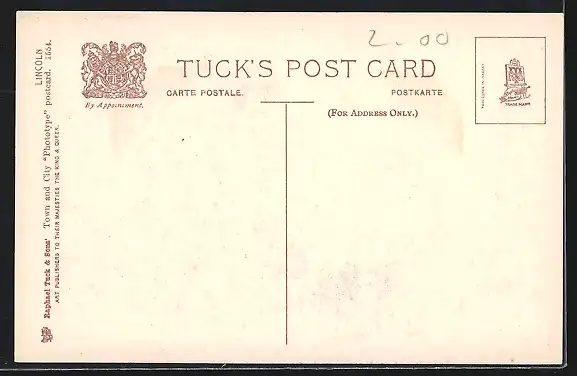 2.00
TUCK'S POST CARD
CARTE POSTALE.
POSTKARTE
(FOR ADDRESS ONLY.)
By Appointment.
TRADE MARK
LINCOLN
Raphael Tuck & Sons' Town and City "Phototype" postcard. 1554.
ART PUBLISHERS TO THEIR MAJESTIES THE KING & QUEEN.